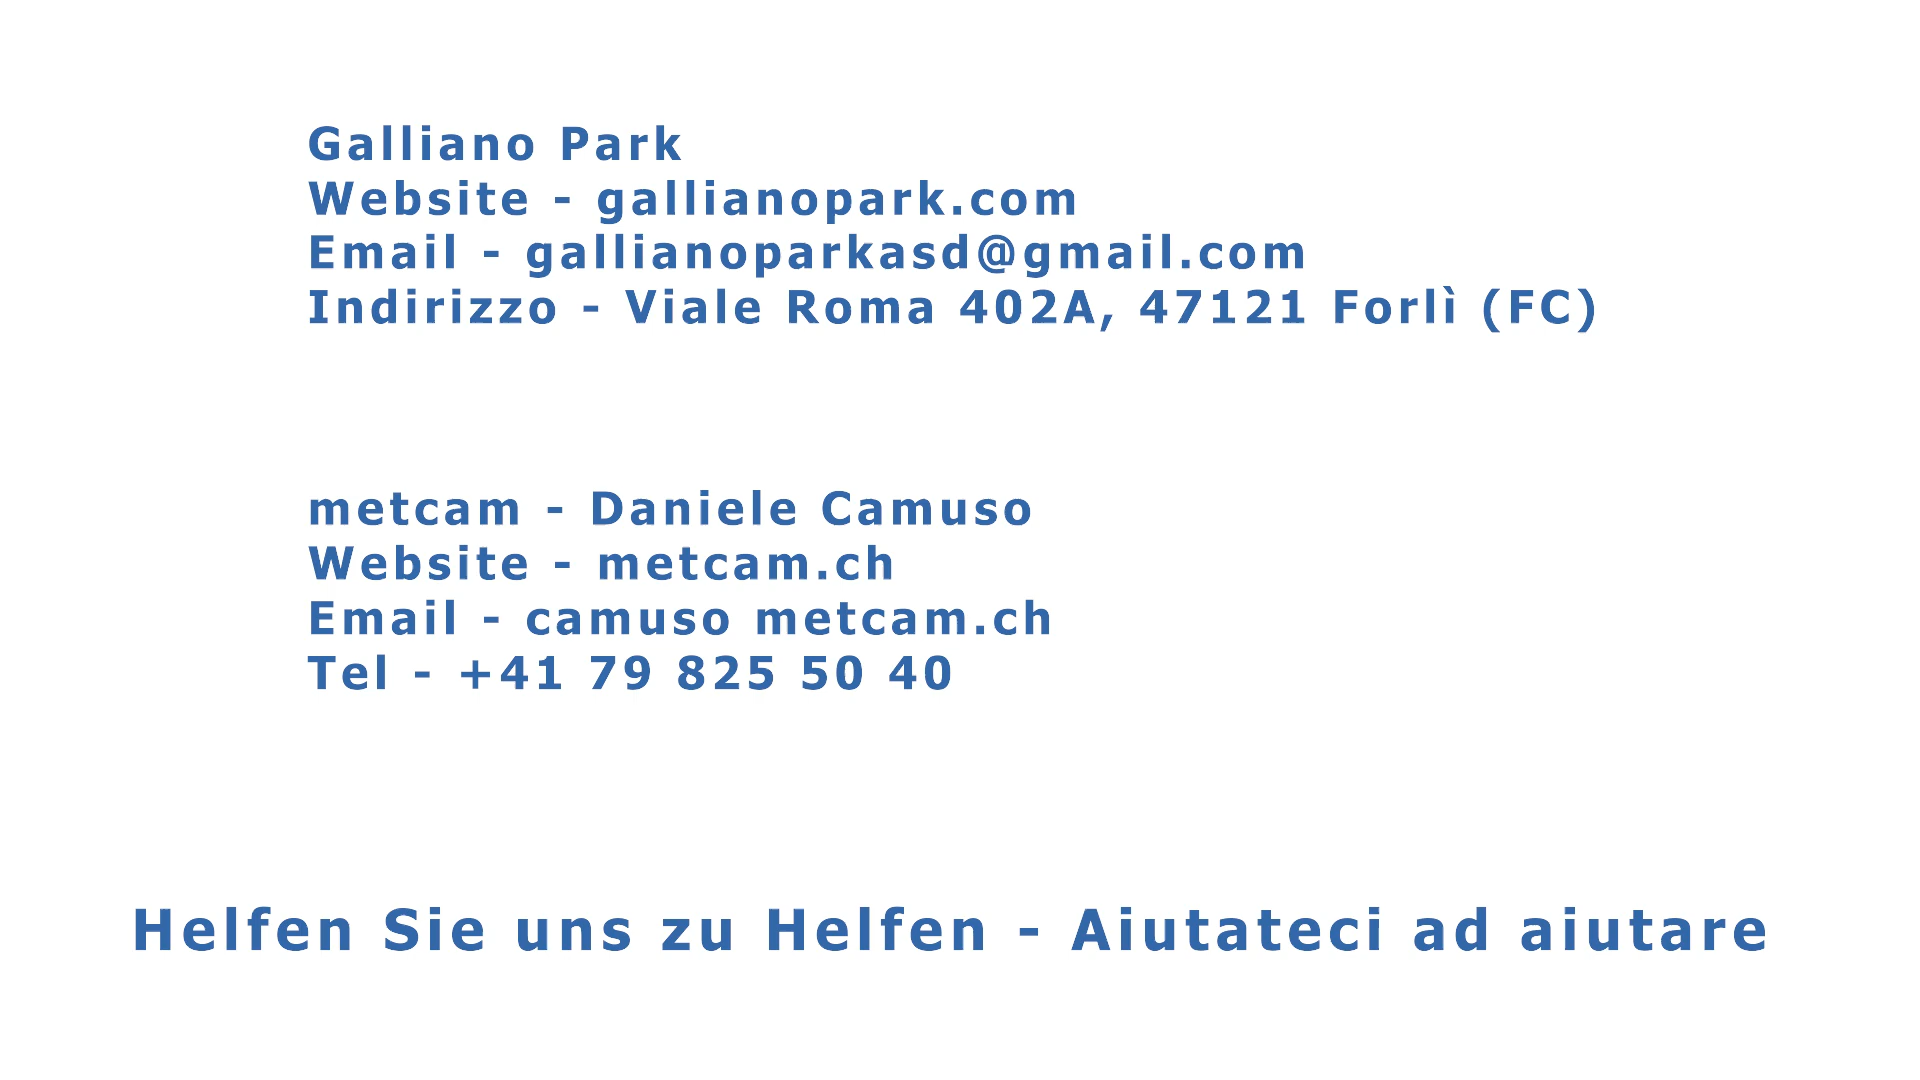 Galliano Park
Website - gallianopark.com
Email - gallianoparkasd@gmail.com
Indirizzo - Viale Roma 402A, 47121 Forlì (FC)
metcam - Daniele Camuso
Website - metcam.ch
Email - camuso metcam.ch
Tel - +41 79 825 50 40
Helfen Sie uns zu Helfen - Aiutateci ad aiutare